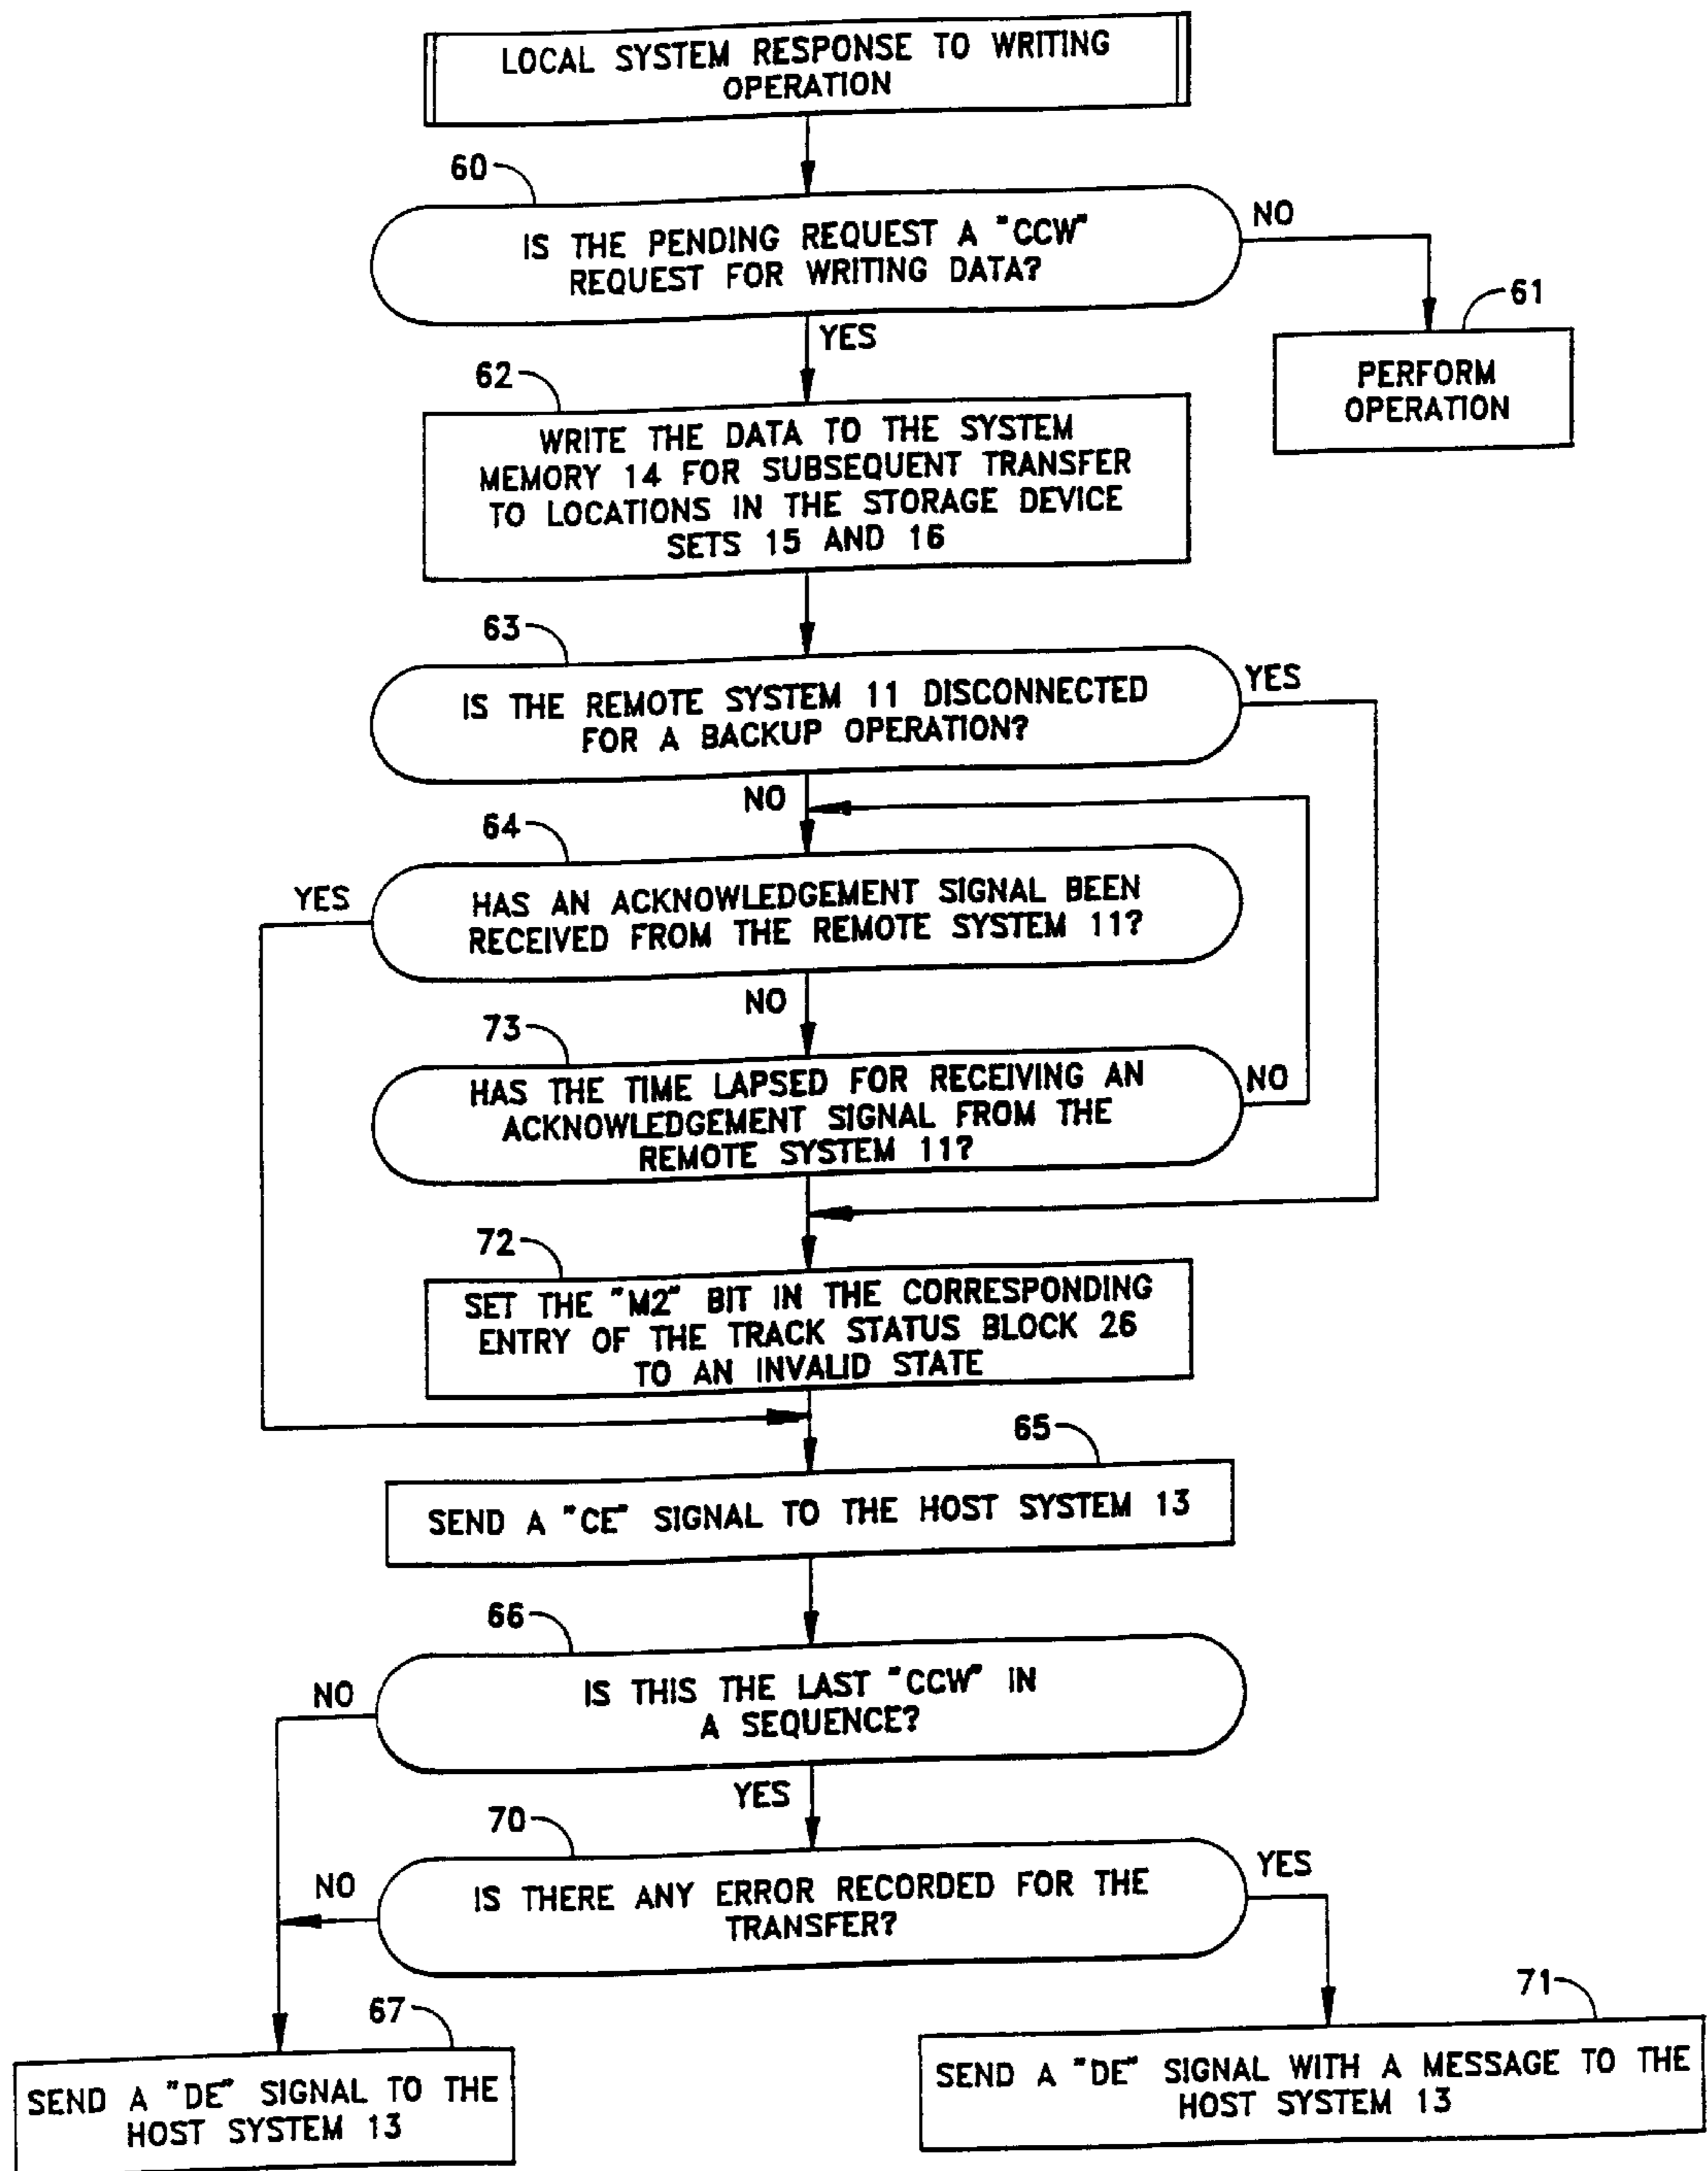 LOCAL SYSTEM RESPONSE TO WRITING
OPERATION
60
IS THE PENDING REQUEST A "CCW"
REQUEST FOR WRITING DATA?
NO
YES
61
PERFORM
OPERATION
62
WRITE THE DATA TO THE SYSTEM
MEMORY 14 FOR SUBSEQUENT TRANSFER
TO LOCATIONS IN THE STORAGE DEVICE
SETS 15 AND 16
63
IS THE REMOTE SYSTEM 11 DISCONNECTED
FOR A BACKUP OPERATION?
YES
NO
64
YES
HAS AN ACKNOWLEDGEMENT SIGNAL BEEN
RECEIVED FROM THE REMOTE SYSTEM 11?
NO
73
HAS THE TIME LAPSED FOR RECEIVING AN
ACKNOWLEDGEMENT SIGNAL FROM THE
REMOTE SYSTEM 11?
NO
72
SET THE "M2" BIT IN THE CORRESPONDING
ENTRY OF THE TRACK STATUS BLOCK 26
TO AN INVALID STATE
65
SEND A "CE" SIGNAL TO THE HOST SYSTEM 13
66
NO
IS THIS THE LAST "CCW" IN
A SEQUENCE?
YES
70
NO
IS THERE ANY ERROR RECORDED FOR THE
TRANSFER?
YES
67
SEND A "DE" SIGNAL TO THE
HOST SYSTEM 13
71
SEND A "DE" SIGNAL WITH A MESSAGE TO THE
HOST SYSTEM 13